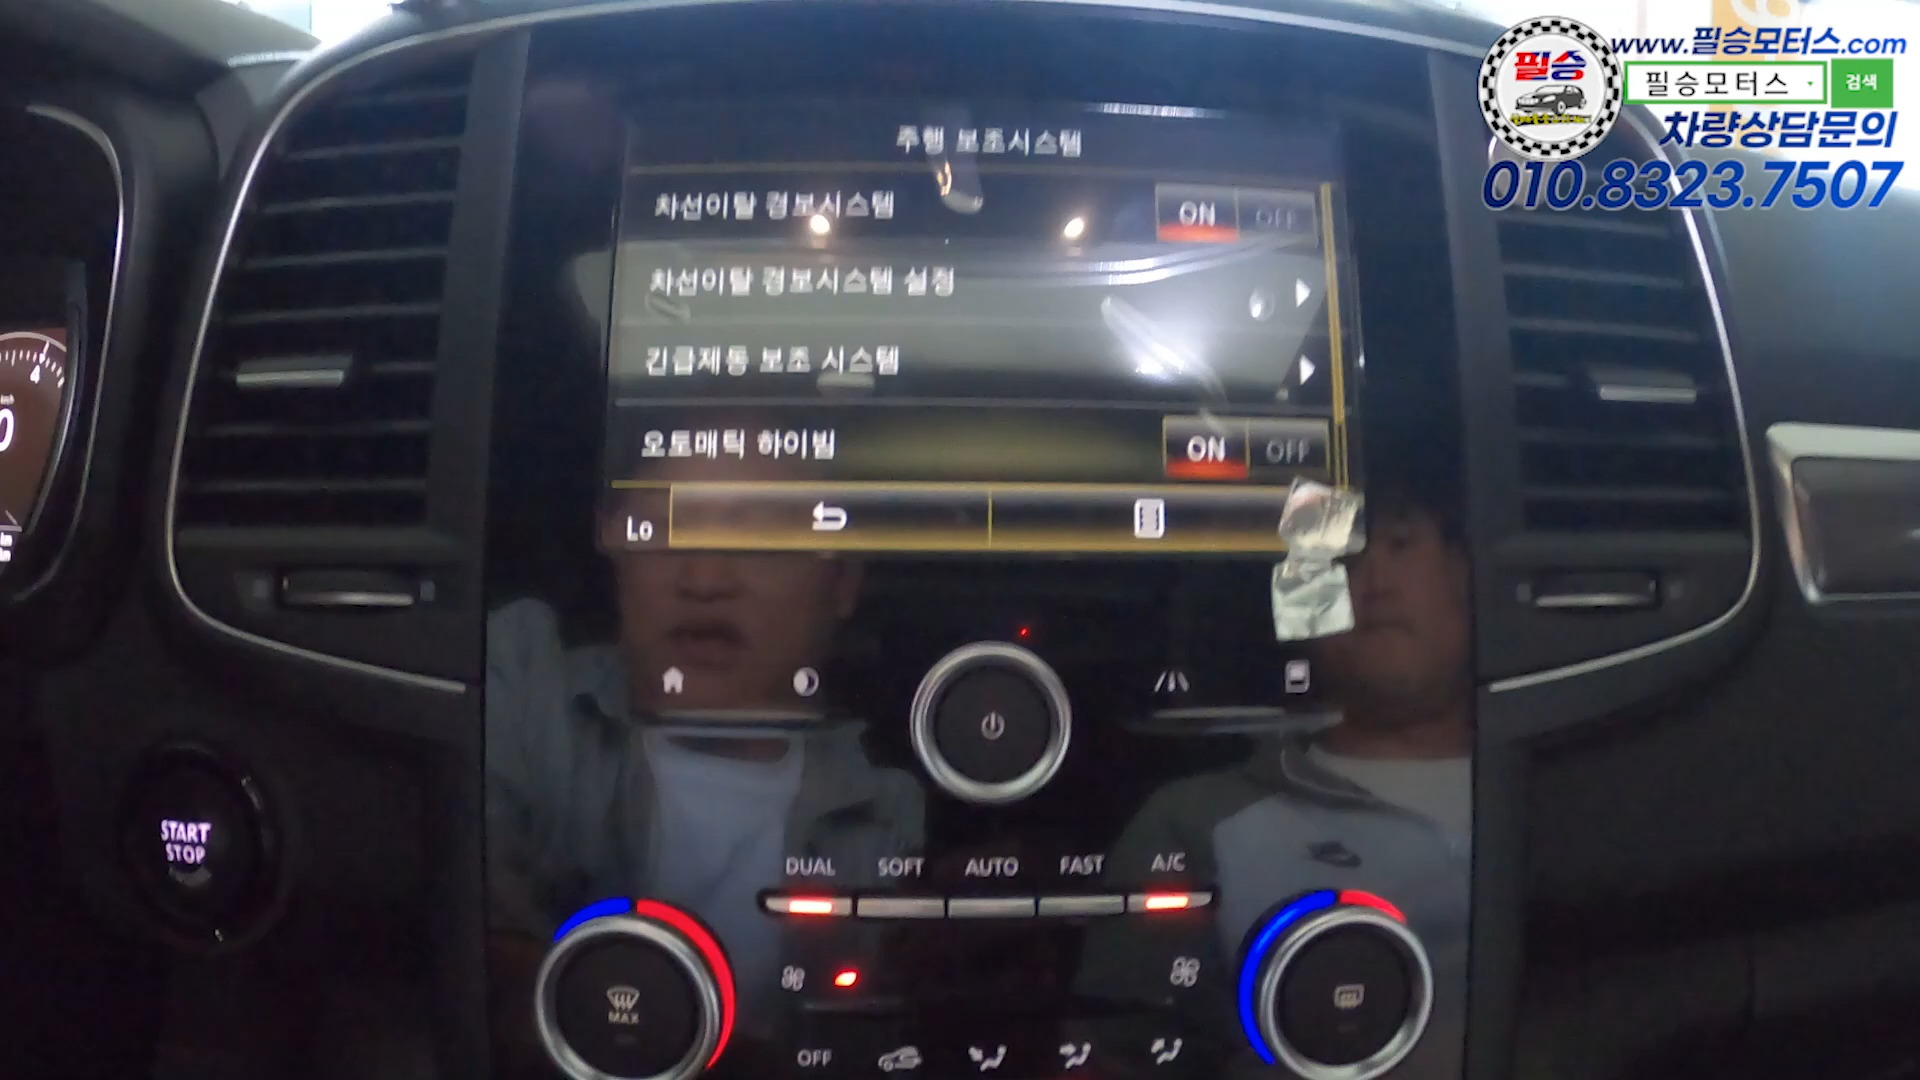 www.필승모터스.com
필승
필승모터스
검색
차량상담문의
010.8323.7507
주행 보조시스템
차선이탈 경보시스템 ON OFF
차선이탈 경보시스템 설정
긴급제동 보조 시스템
오토매틱 하이빔 ON OFF
Lo
4
0
START
STOP
DUAL SOFT AUTO FAST A/C
MAX
OFF